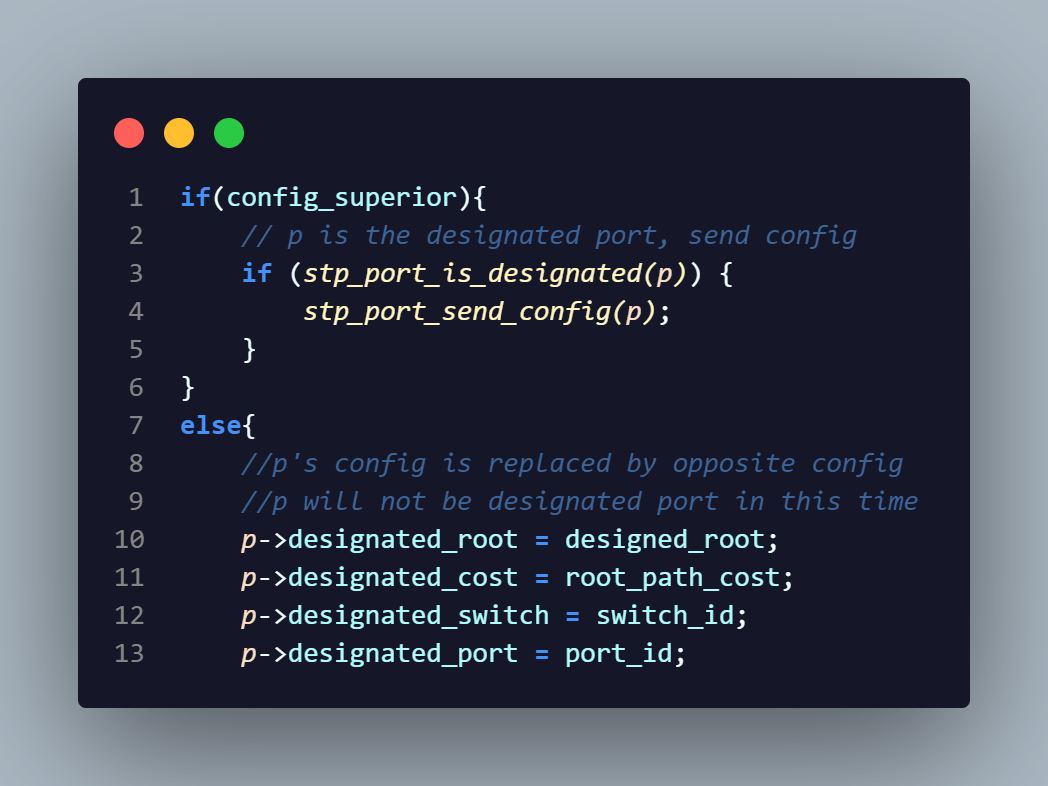 1 if(config_superior){
2     // p is the designated port, send config
3     if (stp_port_is_designated(p)) {
4         stp_port_send_config(p);
5     }
6 }
7 else{
8     //p's config is replaced by opposite config
9     //p will not be designated port in this time
10     p->designated_root = designed_root;
11     p->designated_cost = root_path_cost;
12     p->designated_switch = switch_id;
13     p->designated_port = port_id;